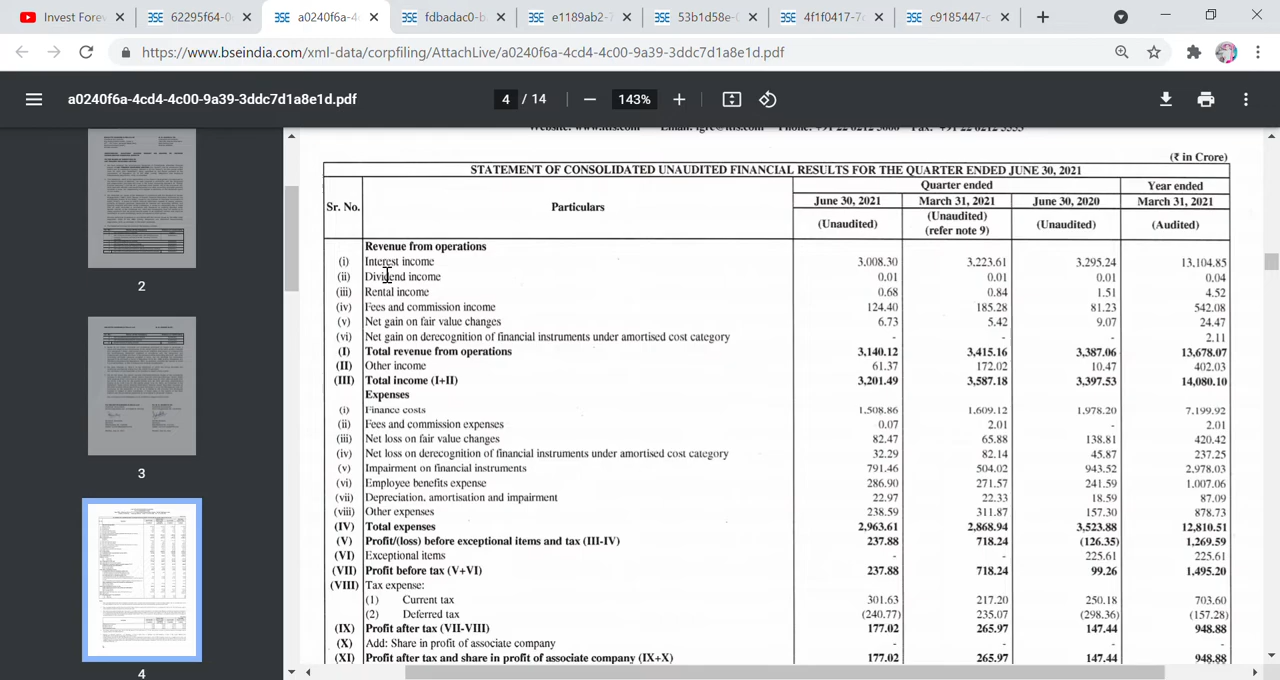 Invest Fore
62295f64-0
a0240f6a-4
fdbadac0-b
e1189ab2-7
53b1d58e-0
4f1f0417-7
c9185447-c
https://www.bseindia.com/xml-data/corpfiling/AttachLive/a0240f6a-4cd4-4c00-9a39-3ddc7d1a8e1d.pdf
a0240f6a-4cd4-4c00-9a39-3ddc7d1a8e1d.pdf
4 / 14
143%
2
3
4
(₹ in Crore)
STATEMENT OF CONSOLIDATED UNAUDITED FINANCIAL RESULTS FOR THE QUARTER ENDED JUNE 30, 2021
Sr. No. Particulars Quarter ended Year ended
June 30, 2021 March 31, 2021 June 30, 2020 March 31, 2021
(Unaudited) (Unaudited) (refer note 9) (Unaudited) (Audited)
Revenue from operations
(i) Interest income 3,008.30 3,223.61 3,295.24 13,104.85
(ii) Dividend income 0.01 0.01 0.01 0.04
(iii) Rental income 0.68 0.84 1.51 4.52
(iv) Fees and commission income 124.40 185.28 81.23 542.08
(v) Net gain on fair value changes 6.73 5.42 9.07 24.47
(vi) Net gain on derecognition of financial instruments under amortised cost category - - - 2.11
(I) Total revenue from operations 3,140.12 3,415.16 3,387.06 13,678.07
(II) Other income 61.37 172.02 10.47 402.03
(III) Total income (I+II) 3,201.49 3,587.18 3,397.53 14,080.10
Expenses
(i) Finance costs 1,508.86 1,609.12 1,978.20 7,199.92
(ii) Fees and commission expenses 0.07 2.01 - 2.01
(iii) Net loss on fair value changes 82.47 65.88 138.81 420.42
(iv) Net loss on derecognition of financial instruments under amortised cost category 32.29 82.14 45.87 237.25
(v) Impairment on financial instruments 791.46 504.02 943.52 2,978.03
(vi) Employee benefits expense 286.90 271.57 241.59 1,007.06
(vii) Depreciation, amortisation and impairment 22.97 22.33 18.59 87.09
(viii) Other expenses 238.59 311.87 157.30 878.73
(IV) Total expenses 2,963.61 2,868.94 3,523.88 12,810.51
(V) Profit/(loss) before exceptional items and tax (III-IV) 237.88 718.24 (126.35) 1,269.59
(VI) Exceptional items - - 225.61 225.61
(VII) Profit before tax (V+VI) 237.88 718.24 99.26 1,495.20
(VIII) Tax expense:
(1) Current tax 301.63 217.20 250.18 703.60
(2) Deferred tax (240.77) 235.07 (298.36) (157.28)
(IX) Profit after tax (VII-VIII) 177.02 265.97 147.44 948.88
(X) Add: Share in profit of associate company - - - -
(XI) Profit after tax and share in profit of associate company (IX+X) 177.02 265.97 147.44 948.88